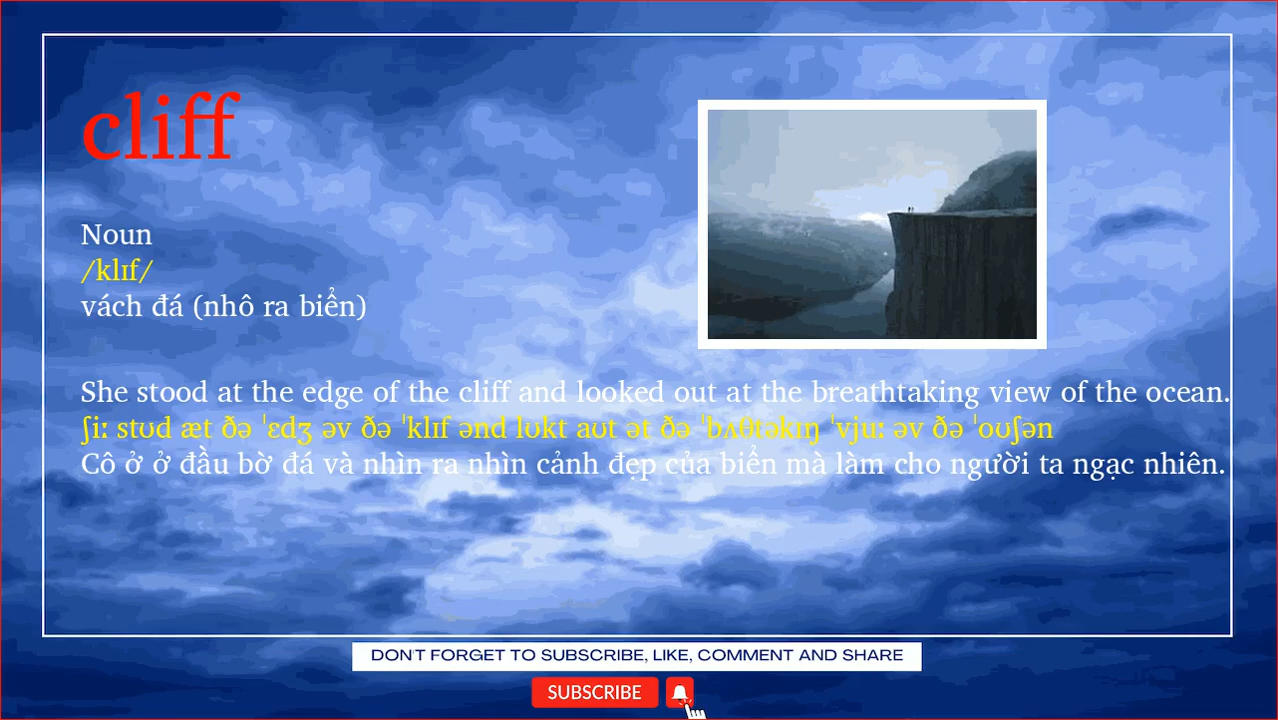 cliff
Noun
/klɪf/
vách đá (nhô ra biển)
She stood at the edge of the cliff and looked out at the breathtaking view of the ocean.
ʃiː stʊd æt ðə ˈɛdʒ əv ðə ˈklɪf ənd lʊkt aʊt ət ðə ˈbʌθtəkɪŋ ˈvjuː əv ðə ˈoʊʃən
Cô ở ở đầu bờ đá và nhìn ra nhìn cảnh đẹp của biển mà làm cho người ta ngạc nhiên.
DON'T FORGET TO SUBSCRIBE, LIKE, COMMENT AND SHARE
SUBSCRIBE